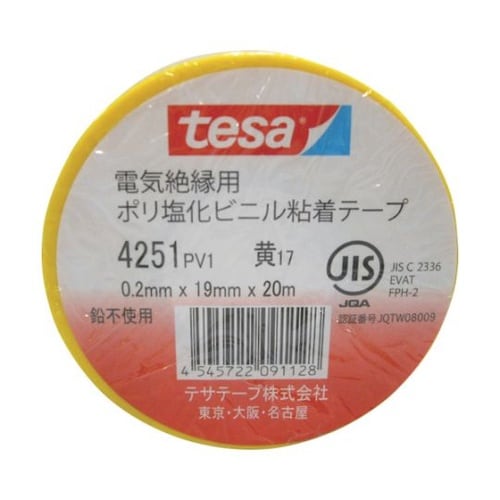 tesa
電気絶縁用
ポリ塩化ビニル粘着テープ
4251PV1 黄17
0.2mm x 19mm x 20m
JIS
JQA
JIS C 2336
EVAT
FPH-2
認証番号JQTW08009
鉛不使用
4 545722 091128
テサテープ株式会社
東京・大阪・名古屋